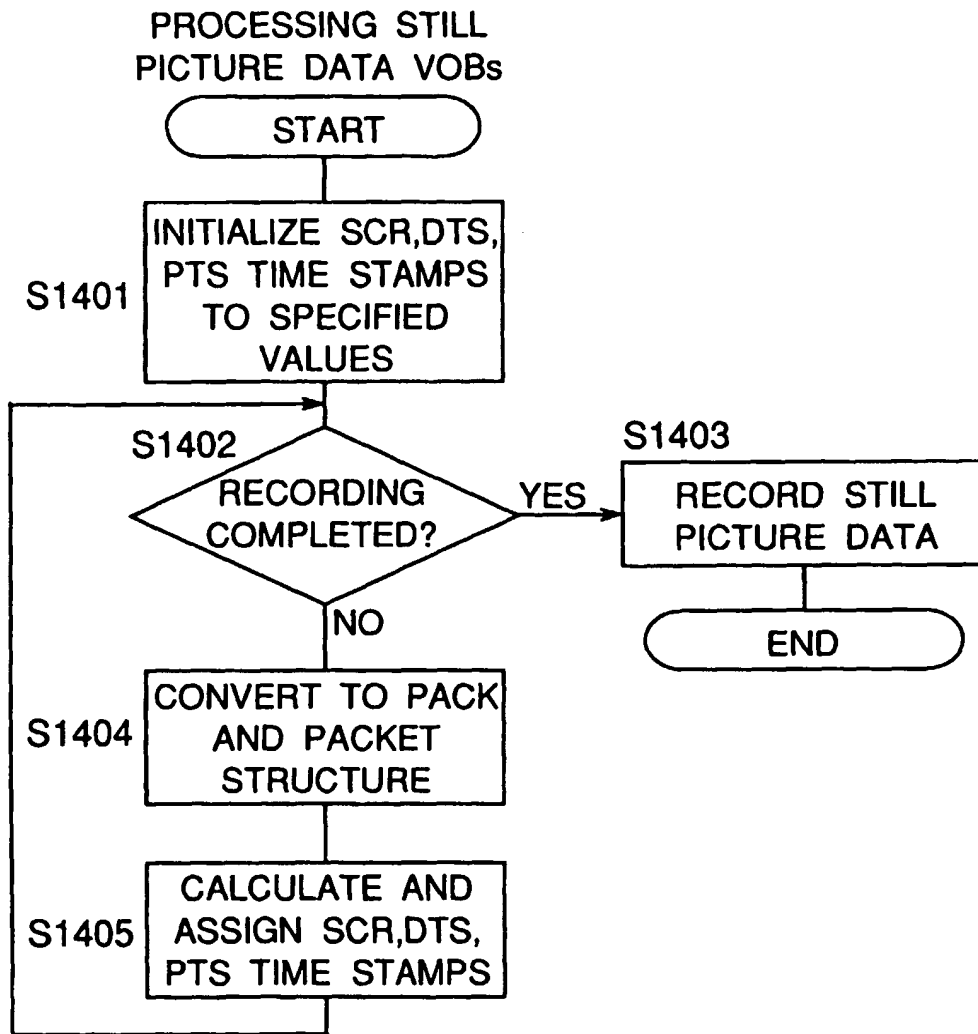 PROCESSING STILL
PICTURE DATA VOBs
START
S1401
INITIALIZE SCR,DTS,
PTS TIME STAMPS
TO SPECIFIED
VALUES
S1402
RECORDING
COMPLETED?
YES
S1403
RECORD STILL
PICTURE DATA
END
NO
S1404
CONVERT TO PACK
AND PACKET
STRUCTURE
S1405
CALCULATE AND
ASSIGN SCR,DTS,
PTS TIME STAMPS